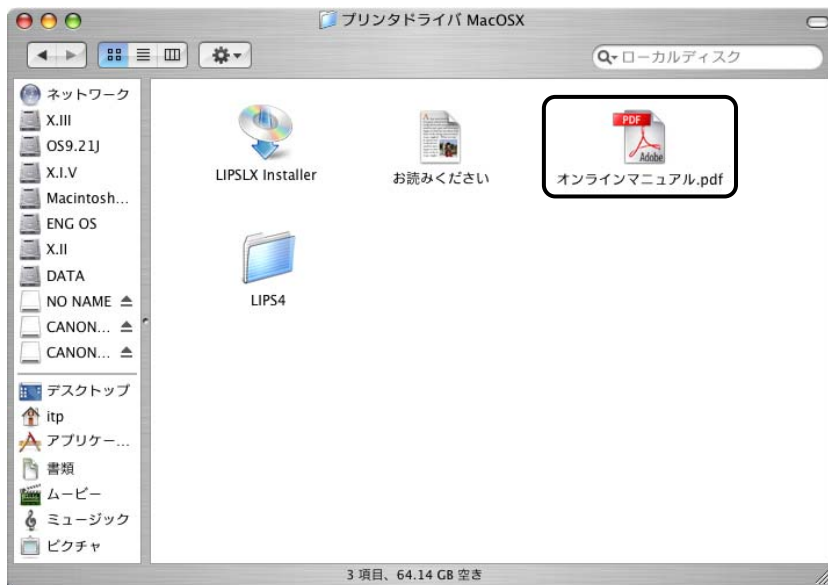 プリンタドライバ MacOSX
ローカルディスク
ネットワーク
X.III
OS9.21J
X.I.V
Macintosh...
ENG OS
X.II
DATA
NO NAME
CANON...
CANON...
デスクトップ
itp
アプリケー...
書類
ムービー
ミュージック
ピクチャ
LIPSLX Installer
お読みください
PDF
Adobe
オンラインマニュアル.pdf
LIPS4
3 項目、64.14 GB 空き